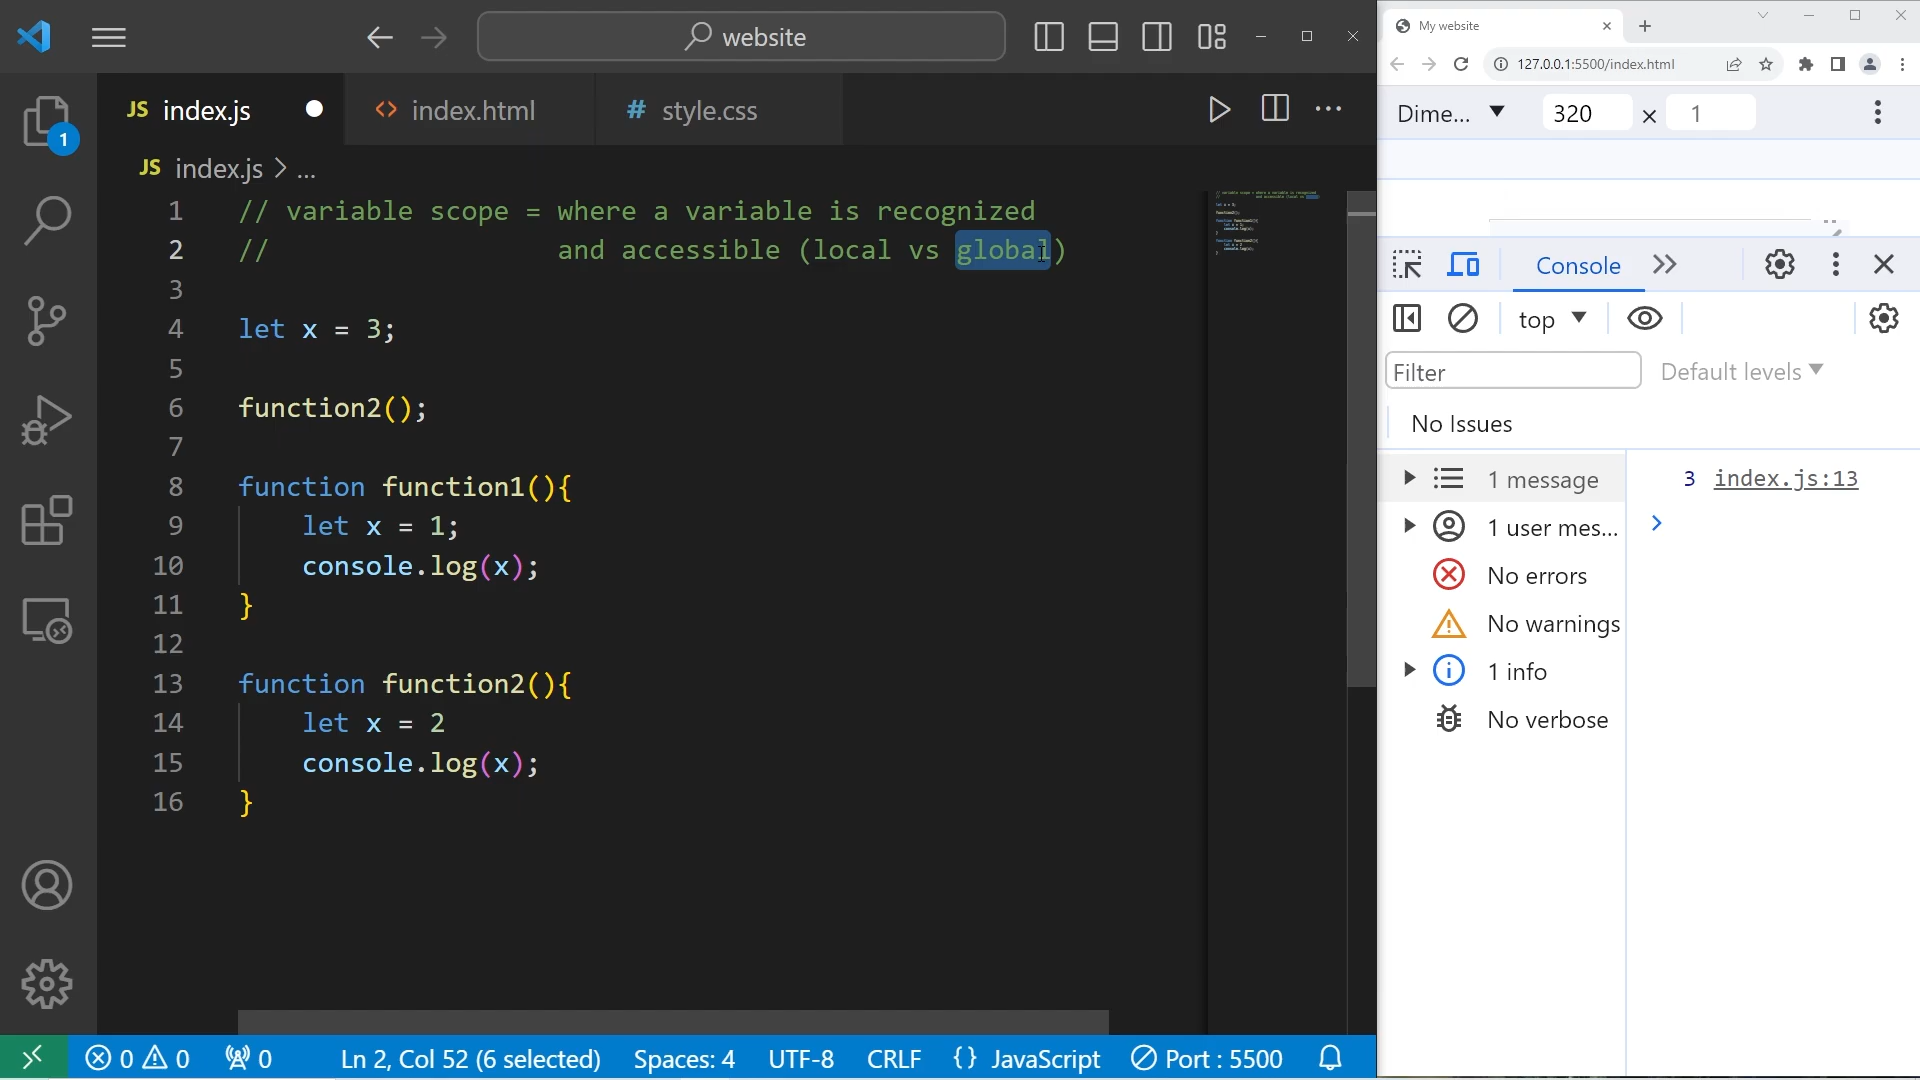 website
JS index.js
<> index.html
# style.css
JS index.js > ...
1 // variable scope = where a variable is recognized
2 // and accessible (local vs global)
3
4 let x = 3;
5
6 function2();
7
8 function function1(){
9 let x = 1;
10 console.log(x);
11 }
12
13 function function2(){
14 let x = 2
15 console.log(x);
16 }
1
0 0 0 Ln 2, Col 52 (6 selected) Spaces: 4 UTF-8 CRLF {} JavaScript Port : 5500
My website
127.0.0.1:5500/index.html
Dime... 320 × 1
Console
top
Filter Default levels
No Issues
1 message
1 user mes...
No errors
No warnings
1 info
No verbose
3 index.js:13